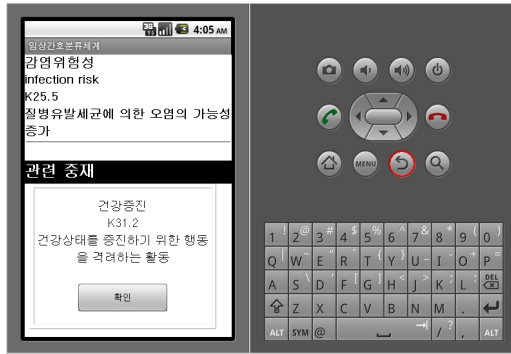 3G
4:05 AM
임상간호분류체계
감염위험성
infection risk
K25.5
질병유발세균에 의한 오염의 가능성
증가
관련 중재
건강증진
K31.2
건강상태를 증진하기 위한 행동
을 격려하는 활동
확인
MENU
1 ! 2 @ 3 # 4 $ 5 % 6 ^ 7 & 8 * 9 ( 0 )
Q | W ~ E " R ` T { Y } U _ I - O + P =
A S \ D ' F [ G ] H < J > K ; L : DEL
Z X C V B N M .
ALT SYM @ / ? , ALT